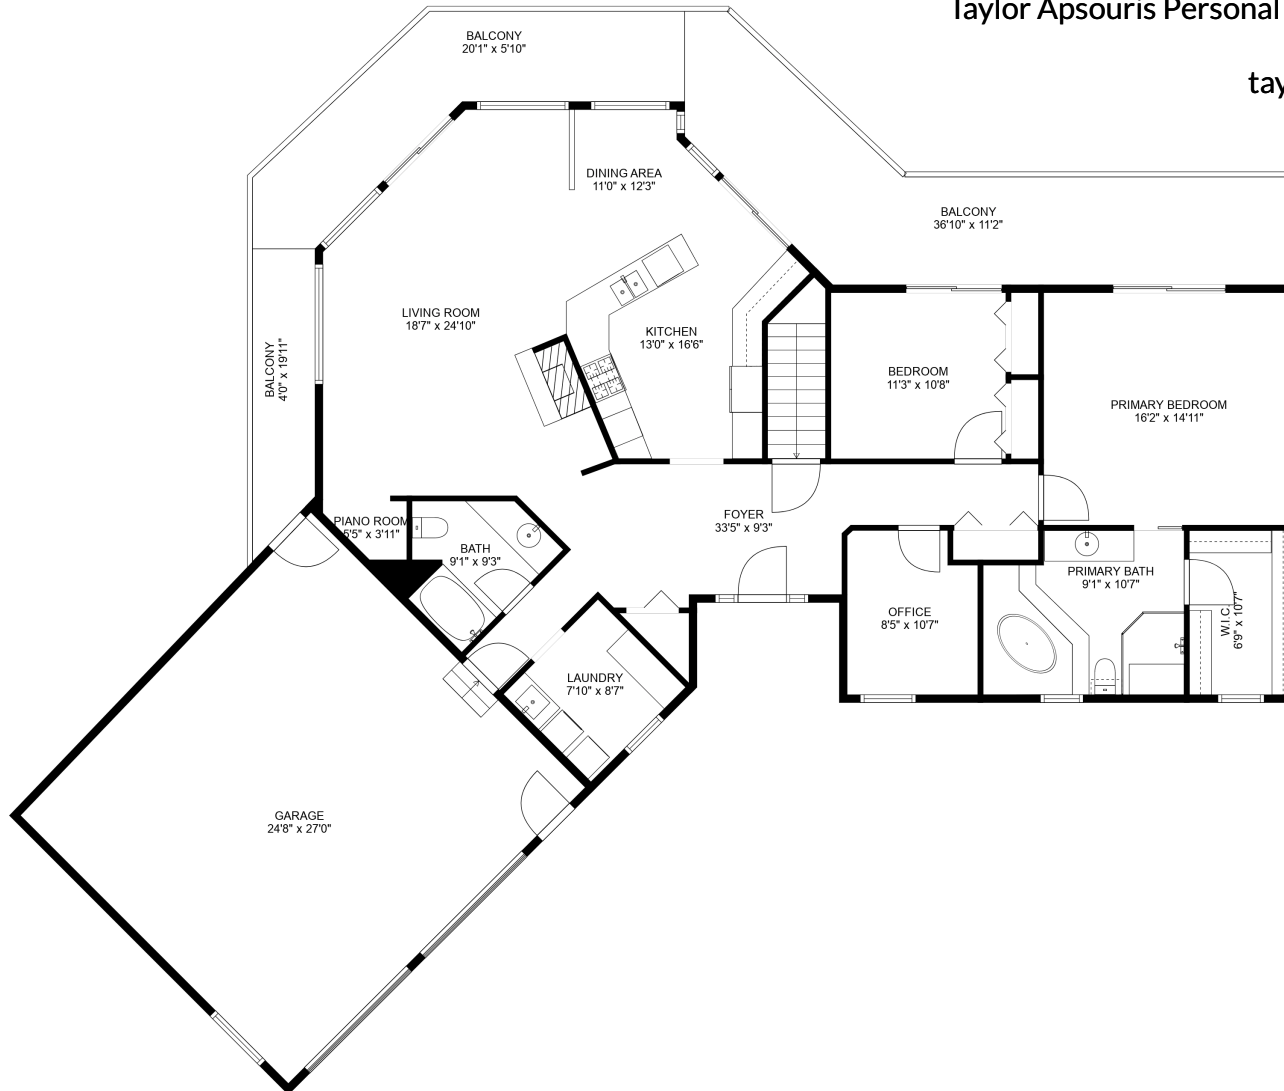 Taylor Apsouris Personal
tay
BALCONY
20'1" x 5'10"
DINING AREA
11'0" x 12'3"
BALCONY
36'10" x 11'2"
LIVING ROOM
18'7" x 24'10"
KITCHEN
13'0" x 16'6"
BALCONY
4'0" x 19'11"
BEDROOM
11'3" x 10'8"
PRIMARY BEDROOM
16'2" x 14'11"
PIANO ROOM
5'5" x 3'11"
FOYER
33'5" x 9'3"
BATH
9'1" x 9'3"
PRIMARY BATH
9'1" x 10'7"
OFFICE
8'5" x 10'7"
W.I.C.
6'9" x 10'7"
LAUNDRY
7'10" x 8'7"
GARAGE
24'8" x 27'0"